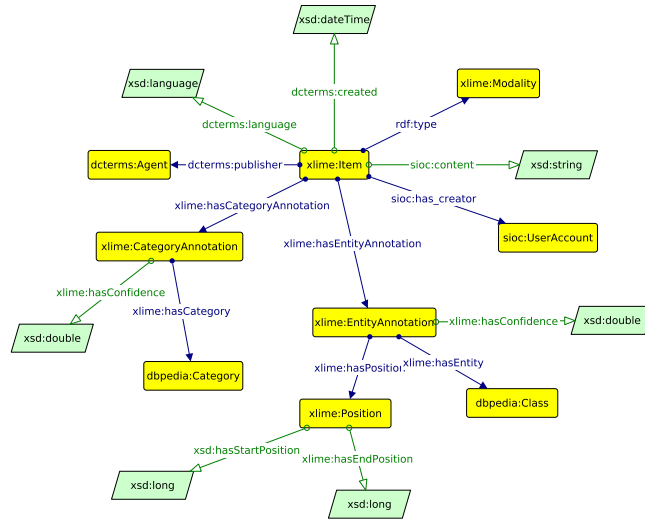 xsd:dateTime
xsd:language
xlime:Modality
dcterms:created
dcterms:language
rdf:type
dcterms:Agent
dcterms:publisher
xlime:Item
sioc:content
xsd:string
xlime:hasCategoryAnnotation
sioc:has_creator
xlime:CategoryAnnotation
xlime:hasEntityAnnotation
sioc:UserAccount
xlime:hasConfidence
xlime:hasCategory
xlime:EntityAnnotation
xlime:hasConfidence
xsd:double
xsd:double
dbpedia:Category
xlime:hasPosition
xlime:hasEntity
xlime:Position
dbpedia:Class
xsd:hasStartPosition
xlime:hasEndPosition
xsd:long
xsd:long